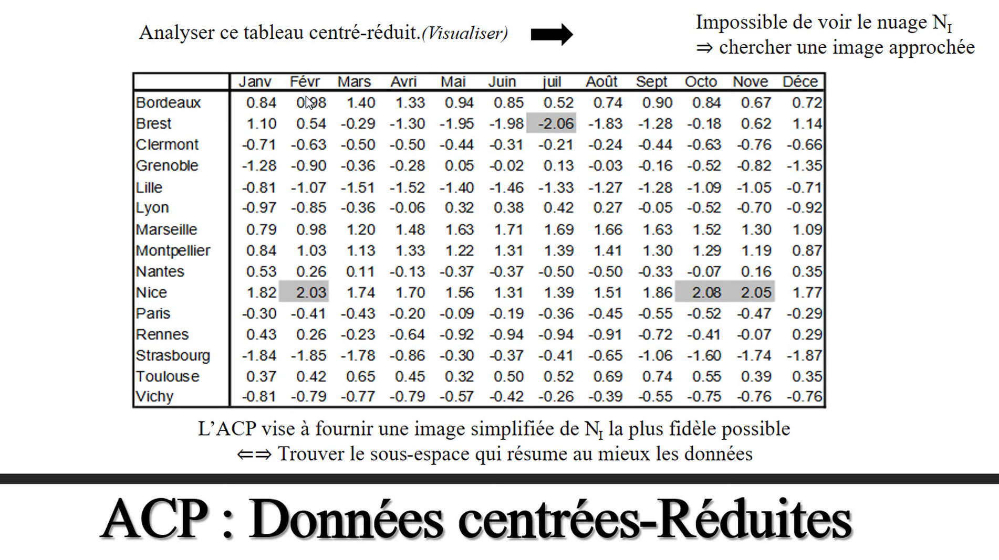 Analyser ce tableau centré-réduit.(Visualiser)
Impossible de voir le nuage NI
⇒ chercher une image approchée
Janv Févr Mars Avri Mai Juin juil Août Sept Octo Nove Déce
Bordeaux 0.84 0.98 1.40 1.33 0.94 0.85 0.52 0.74 0.90 0.84 0.67 0.72
Brest 1.10 0.54 -0.29 -1.30 -1.95 -1.98 -2.06 -1.83 -1.28 -0.18 0.62 1.14
Clermont -0.71 -0.63 -0.50 -0.50 -0.44 -0.31 -0.21 -0.24 -0.44 -0.63 -0.76 -0.66
Grenoble -1.28 -0.90 -0.36 -0.28 0.05 -0.02 0.13 -0.03 -0.16 -0.52 -0.82 -1.35
Lille -0.81 -1.07 -1.51 -1.52 -1.40 -1.46 -1.33 -1.27 -1.28 -1.09 -1.05 -0.71
Lyon -0.97 -0.85 -0.36 -0.06 0.32 0.38 0.42 0.27 -0.05 -0.52 -0.70 -0.92
Marseille 0.79 0.98 1.20 1.48 1.63 1.71 1.69 1.66 1.63 1.52 1.30 1.09
Montpellier 0.84 1.03 1.13 1.33 1.22 1.31 1.39 1.41 1.30 1.29 1.19 0.87
Nantes 0.53 0.26 0.11 -0.13 -0.37 -0.37 -0.50 -0.50 -0.33 -0.07 0.16 0.35
Nice 1.82 2.03 1.74 1.70 1.56 1.31 1.39 1.51 1.86 2.08 2.05 1.77
Paris -0.30 -0.41 -0.43 -0.20 -0.09 -0.19 -0.36 -0.45 -0.55 -0.52 -0.47 -0.29
Rennes 0.43 0.26 -0.23 -0.64 -0.92 -0.94 -0.94 -0.91 -0.72 -0.41 -0.07 0.29
Strasbourg -1.84 -1.85 -1.78 -0.86 -0.30 -0.37 -0.41 -0.65 -1.06 -1.60 -1.74 -1.87
Toulouse 0.37 0.42 0.65 0.45 0.32 0.50 0.52 0.69 0.74 0.55 0.39 0.35
Vichy -0.81 -0.79 -0.77 -0.79 -0.57 -0.42 -0.26 -0.39 -0.55 -0.75 -0.76 -0.76
L'ACP vise à fournir une image simplifiée de NI la plus fidèle possible
⇐⇒ Trouver le sous-espace qui résume au mieux les données
ACP : Données centrées-Réduites